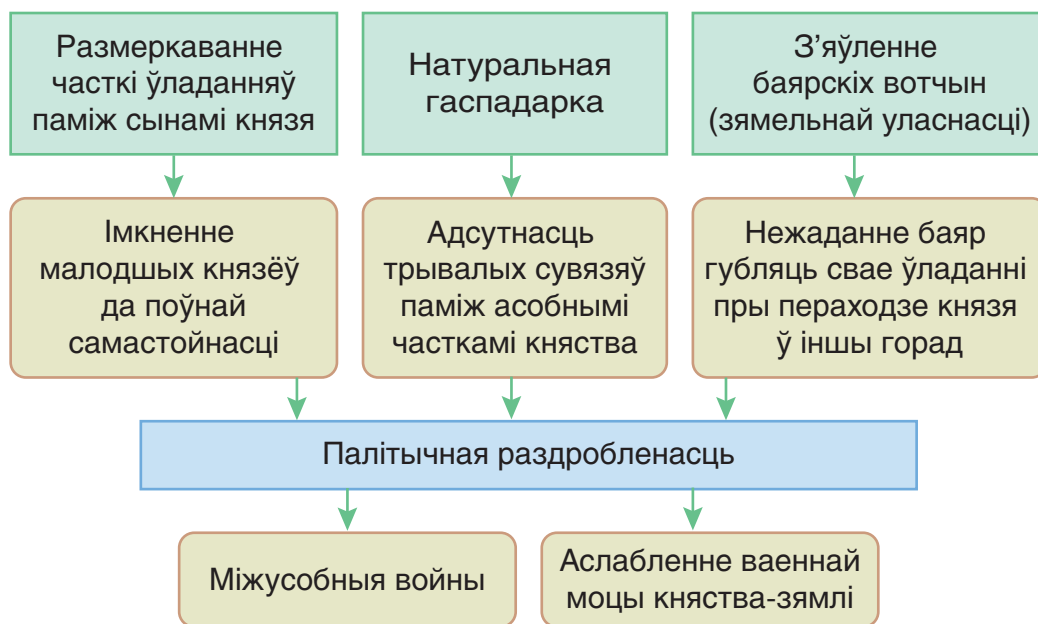 Размеркаванне
часткі ўладанняў
паміж сынамі князя
Натуральная
гаспадарка
З’яўленне
баярскіх вотчын
(зямельнай уласнасці)
Імкненне
малодшых князёў
да поўнай
самастойнасці
Адсутнасць
трывалых сувязяў
паміж асобнымі
часткамі княства
Нежаданне баяр
губляць свае ўладанні
пры пераходзе князя
ў іншы горад
Палітычная раздробленасць
Міжусобныя войны
Аслабленне ваеннай
моцы княства-зямлі